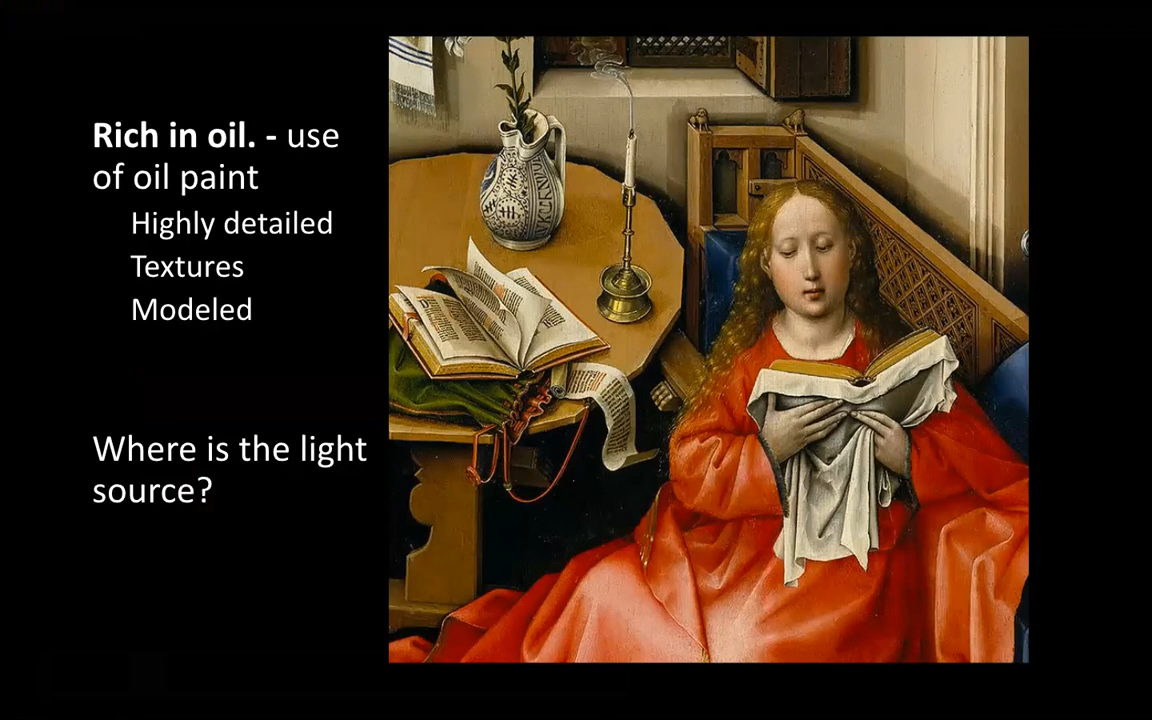 Rich in oil. - use
of oil paint
Highly detailed
Textures
Modeled
Where is the light
source?